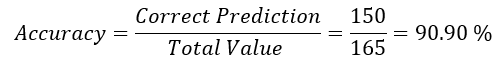 Accuracy = Correct Prediction / Total Value = 150 / 165 = 90.90 %